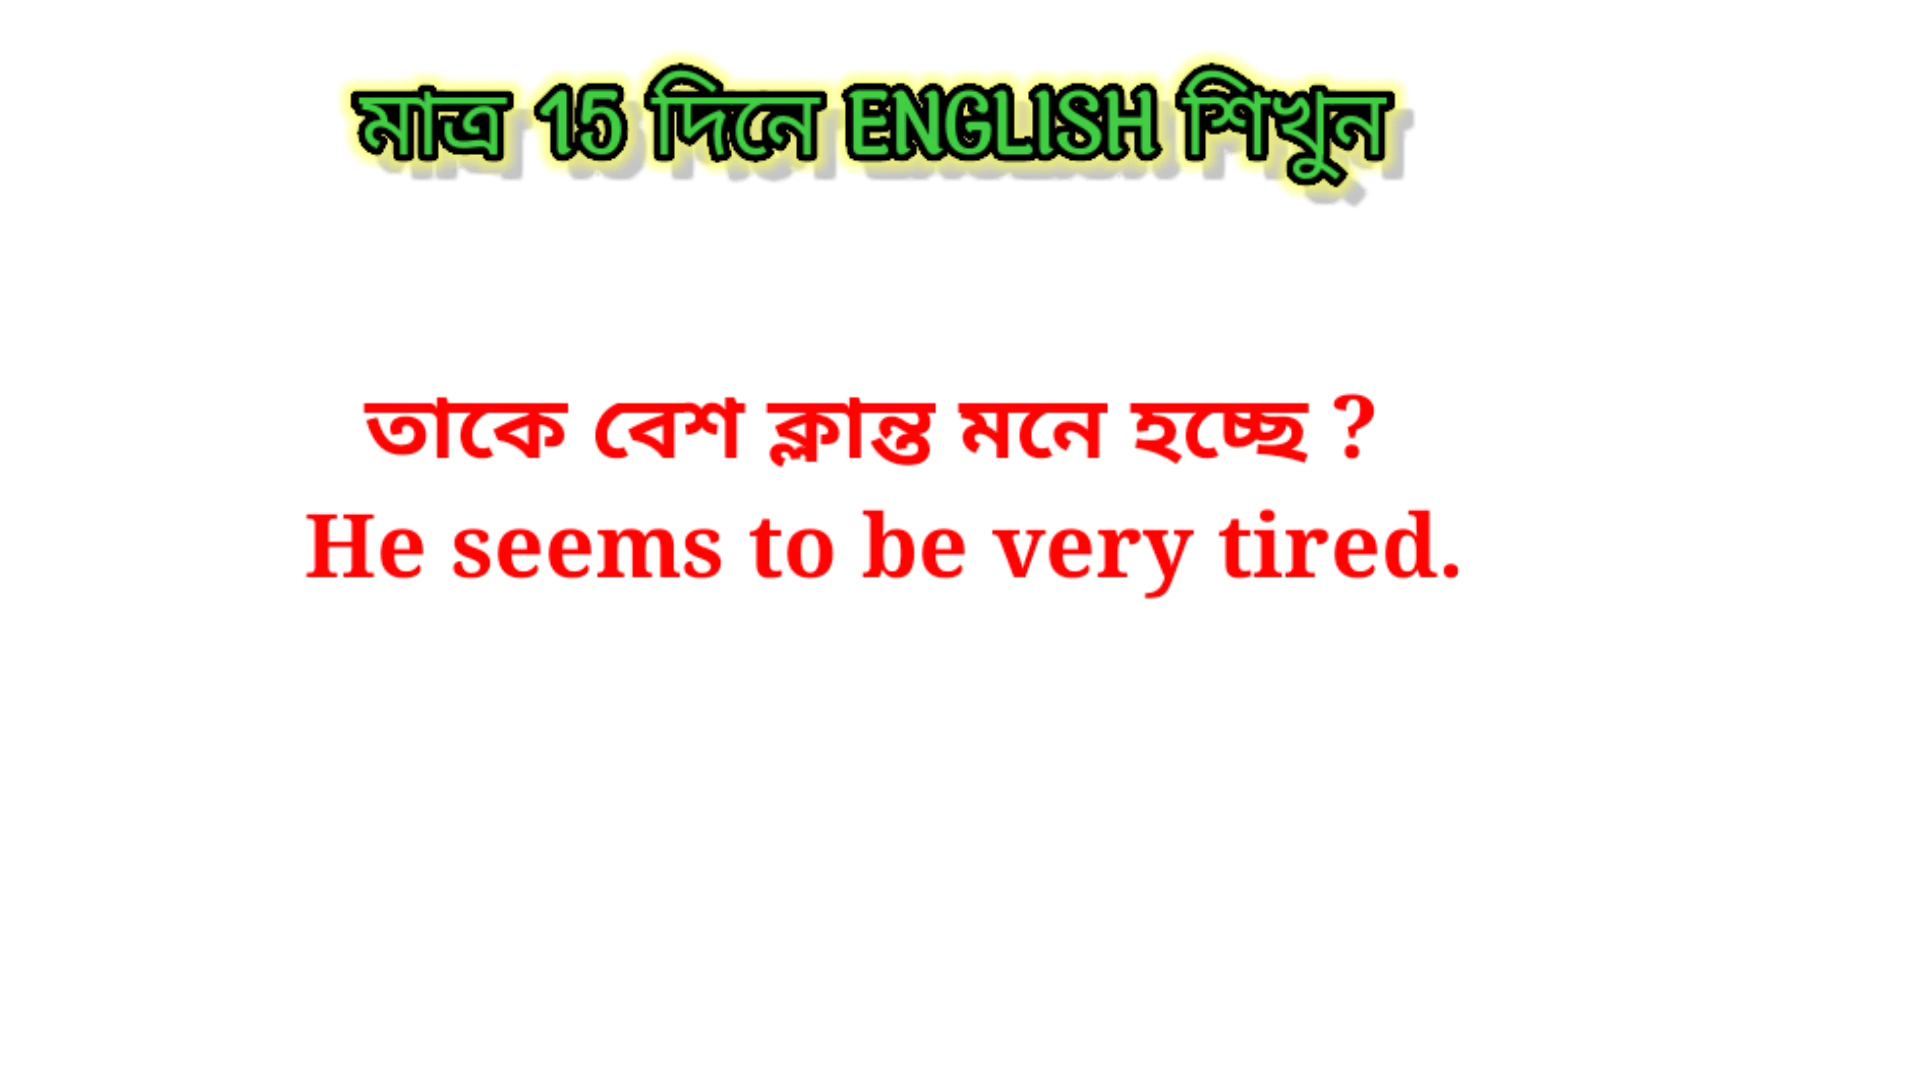 মাত্র 15 দিনে ENGLISH শিখুন
তাকে বেশ ক্লান্ত মনে হচ্ছে ?
He seems to be very tired.